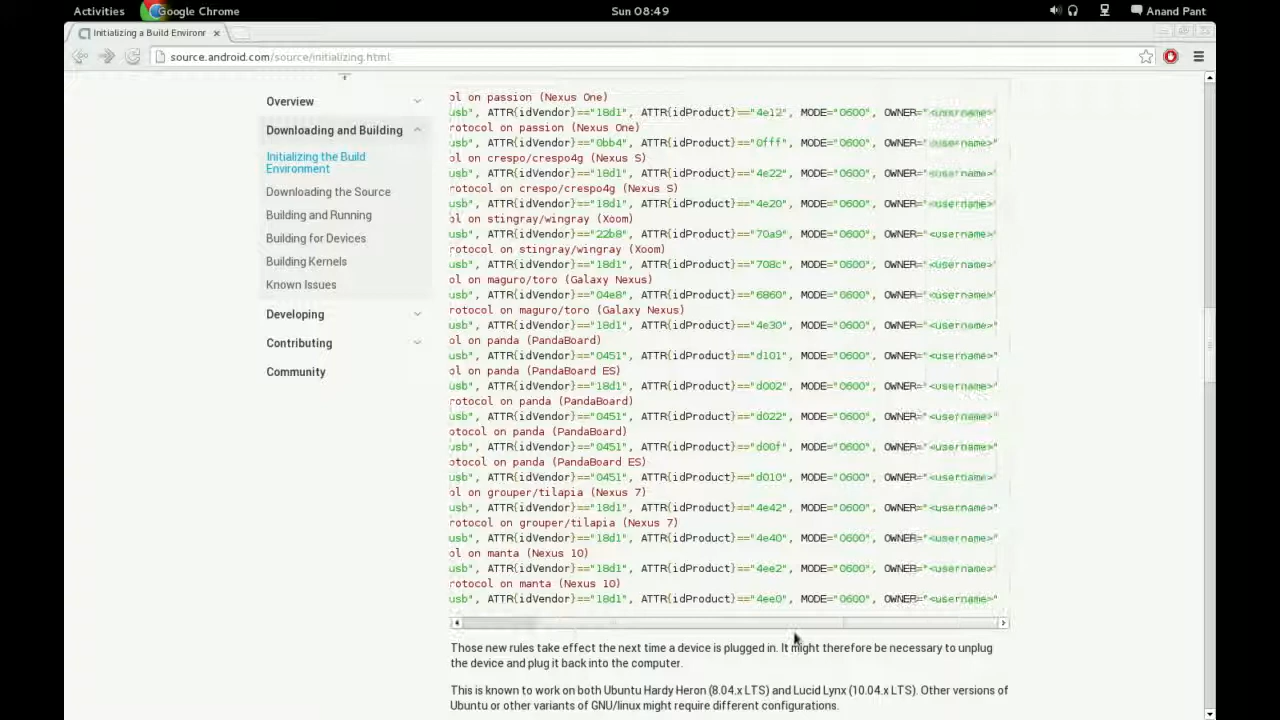 Activities
Google Chrome
Sun 08:49
Anand Pant
Initializing a Build Environr
source.android.com/source/initializing.html
Overview
Downloading and Building
Initializing the Build
Environment
Downloading the Source
Building and Running
Building for Devices
Building Kernels
Known Issues
Developing
Contributing
Community
ol on passion (Nexus One)
usb", ATTR{idVendor}=="18d1", ATTR{idProduct}=="4e12", MODE="0600", OWNER="<username>"
rotocol on passion (Nexus One)
usb", ATTR{idVendor}=="0bb4", ATTR{idProduct}=="0fff", MODE="0600", OWNER="<username>"
ol on crespo/crespo4g (Nexus S)
usb", ATTR{idVendor}=="18d1", ATTR{idProduct}=="4e22", MODE="0600", OWNER="<username>"
rotocol on crespo/crespo4g (Nexus S)
usb", ATTR{idVendor}=="18d1", ATTR{idProduct}=="4e20", MODE="0600", OWNER="<username>"
ol on stingray/wingray (Xoom)
usb", ATTR{idVendor}=="22b8", ATTR{idProduct}=="70a9", MODE="0600", OWNER="<username>"
rotocol on stingray/wingray (Xoom)
usb", ATTR{idVendor}=="18d1", ATTR{idProduct}=="708c", MODE="0600", OWNER="<username>"
ol on maguro/toro (Galaxy Nexus)
usb", ATTR{idVendor}=="04e8", ATTR{idProduct}=="6860", MODE="0600", OWNER="<username>"
rotocol on maguro/toro (Galaxy Nexus)
usb", ATTR{idVendor}=="18d1", ATTR{idProduct}=="4e30", MODE="0600", OWNER="<username>"
ol on panda (PandaBoard)
usb", ATTR{idVendor}=="0451", ATTR{idProduct}=="d101", MODE="0600", OWNER="<username>"
ol on panda (PandaBoard ES)
usb", ATTR{idVendor}=="18d1", ATTR{idProduct}=="d002", MODE="0600", OWNER="<username>"
rotocol on panda (PandaBoard)
usb", ATTR{idVendor}=="0451", ATTR{idProduct}=="d022", MODE="0600", OWNER="<username>"
otocol on panda (PandaBoard)
usb", ATTR{idVendor}=="0451", ATTR{idProduct}=="d00f", MODE="0600", OWNER="<username>"
otocol on panda (PandaBoard ES)
usb", ATTR{idVendor}=="0451", ATTR{idProduct}=="d010", MODE="0600", OWNER="<username>"
ol on grouper/tilapia (Nexus 7)
usb", ATTR{idVendor}=="18d1", ATTR{idProduct}=="4e42", MODE="0600", OWNER="<username>"
rotocol on grouper/tilapia (Nexus 7)
usb", ATTR{idVendor}=="18d1", ATTR{idProduct}=="4e40", MODE="0600", OWNER="<username>"
ol on manta (Nexus 10)
usb", ATTR{idVendor}=="18d1", ATTR{idProduct}=="4ee2", MODE="0600", OWNER="<username>"
rotocol on manta (Nexus 10)
usb", ATTR{idVendor}=="18d1", ATTR{idProduct}=="4ee0", MODE="0600", OWNER="<username>"
Those new rules take effect the next time a device is plugged in. It might therefore be necessary to unplug
the device and plug it back into the computer.
This is known to work on both Ubuntu Hardy Heron (8.04.x LTS) and Lucid Lynx (10.04.x LTS). Other versions of
Ubuntu or other variants of GNU/linux might require different configurations.